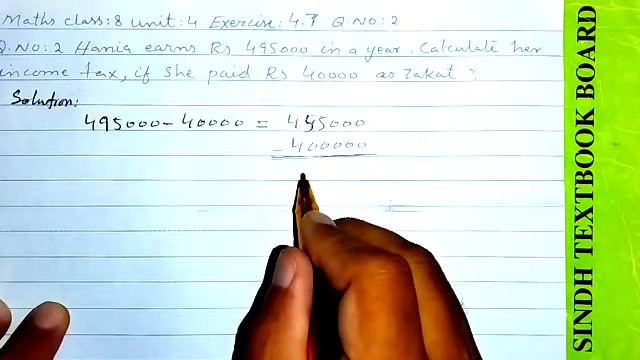 Maths class: 8 Unit: 4 Exercise: 4.7 Q NO: 2
Q.NO: 2 Hania earns Rs 495000 in a year. Calculate her
income tax, if She paid Rs 40000 as Zakat?
Solution:
495000 - 40000 = 455000
- 400000
SINDH TEXTBOOK BOARD